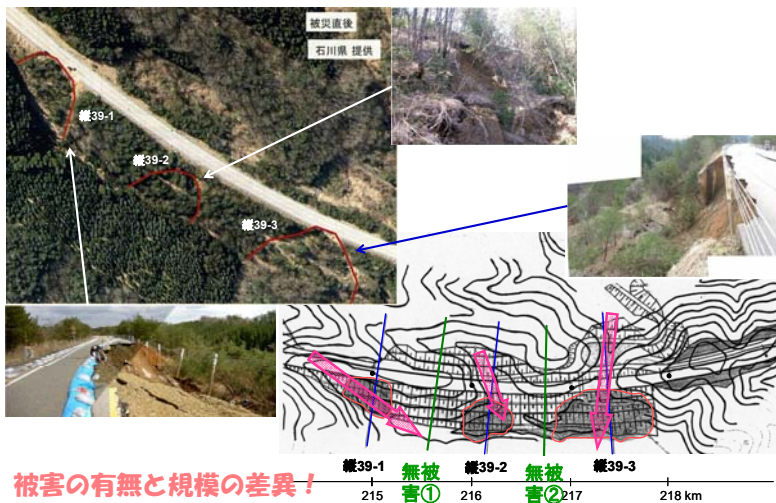 被災直後
石川県 提供
縦39-1
縦39-2
縦39-3
縦39-1
無被
害①
縦39-2
無被
害②
縦39-3
215
216
217
218 km
被害の有無と規模の差異！